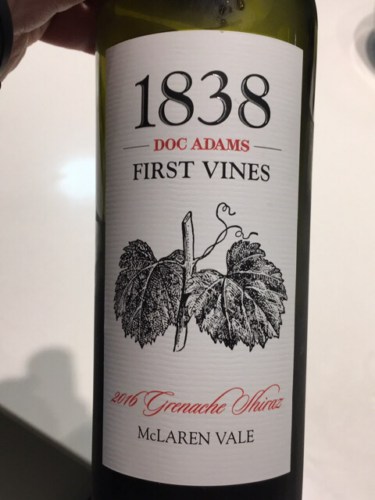 1838
DOC ADAMS
FIRST VINES
2016 Grenache Shiraz
McLAREN VALE